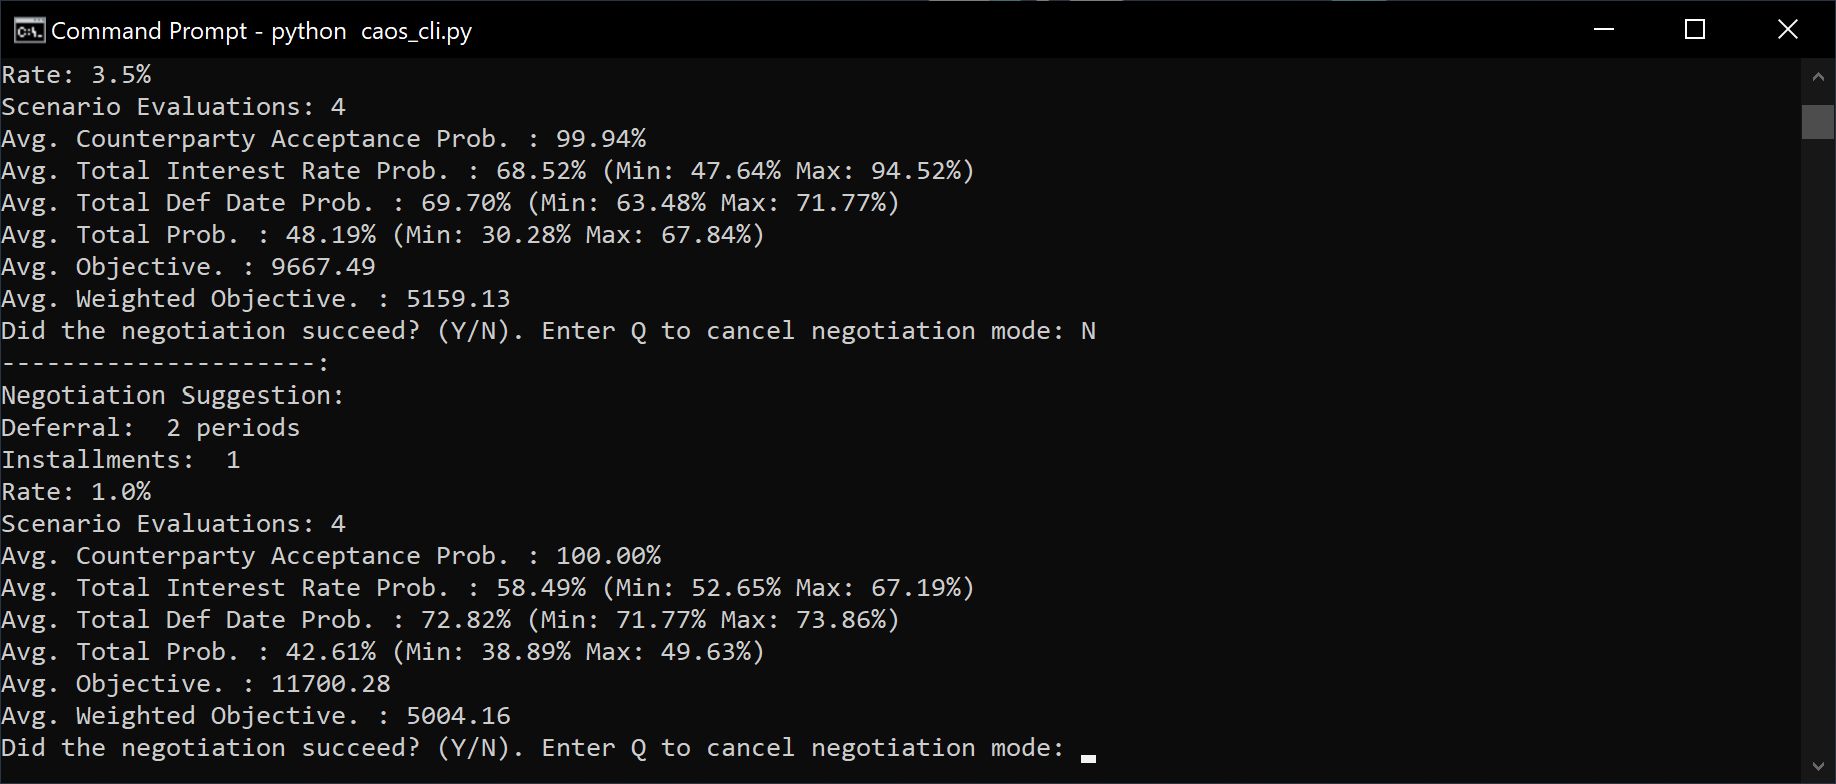 Command Prompt - python  caos_cli.py
Rate: 3.5%
Scenario Evaluations: 4
Avg. Counterparty Acceptance Prob. : 99.94%
Avg. Total Interest Rate Prob. : 68.52% (Min: 47.64% Max: 94.52%)
Avg. Total Def Date Prob. : 69.70% (Min: 63.48% Max: 71.77%)
Avg. Total Prob. : 48.19% (Min: 30.28% Max: 67.84%)
Avg. Objective. : 9667.49
Avg. Weighted Objective. : 5159.13
Did the negotiation succeed? (Y/N). Enter Q to cancel negotiation mode: N
---------------------:
Negotiation Suggestion:
Deferral:  2 periods
Installments:  1
Rate: 1.0%
Scenario Evaluations: 4
Avg. Counterparty Acceptance Prob. : 100.00%
Avg. Total Interest Rate Prob. : 58.49% (Min: 52.65% Max: 67.19%)
Avg. Total Def Date Prob. : 72.82% (Min: 71.77% Max: 73.86%)
Avg. Total Prob. : 42.61% (Min: 38.89% Max: 49.63%)
Avg. Objective. : 11700.28
Avg. Weighted Objective. : 5004.16
Did the negotiation succeed? (Y/N). Enter Q to cancel negotiation mode: